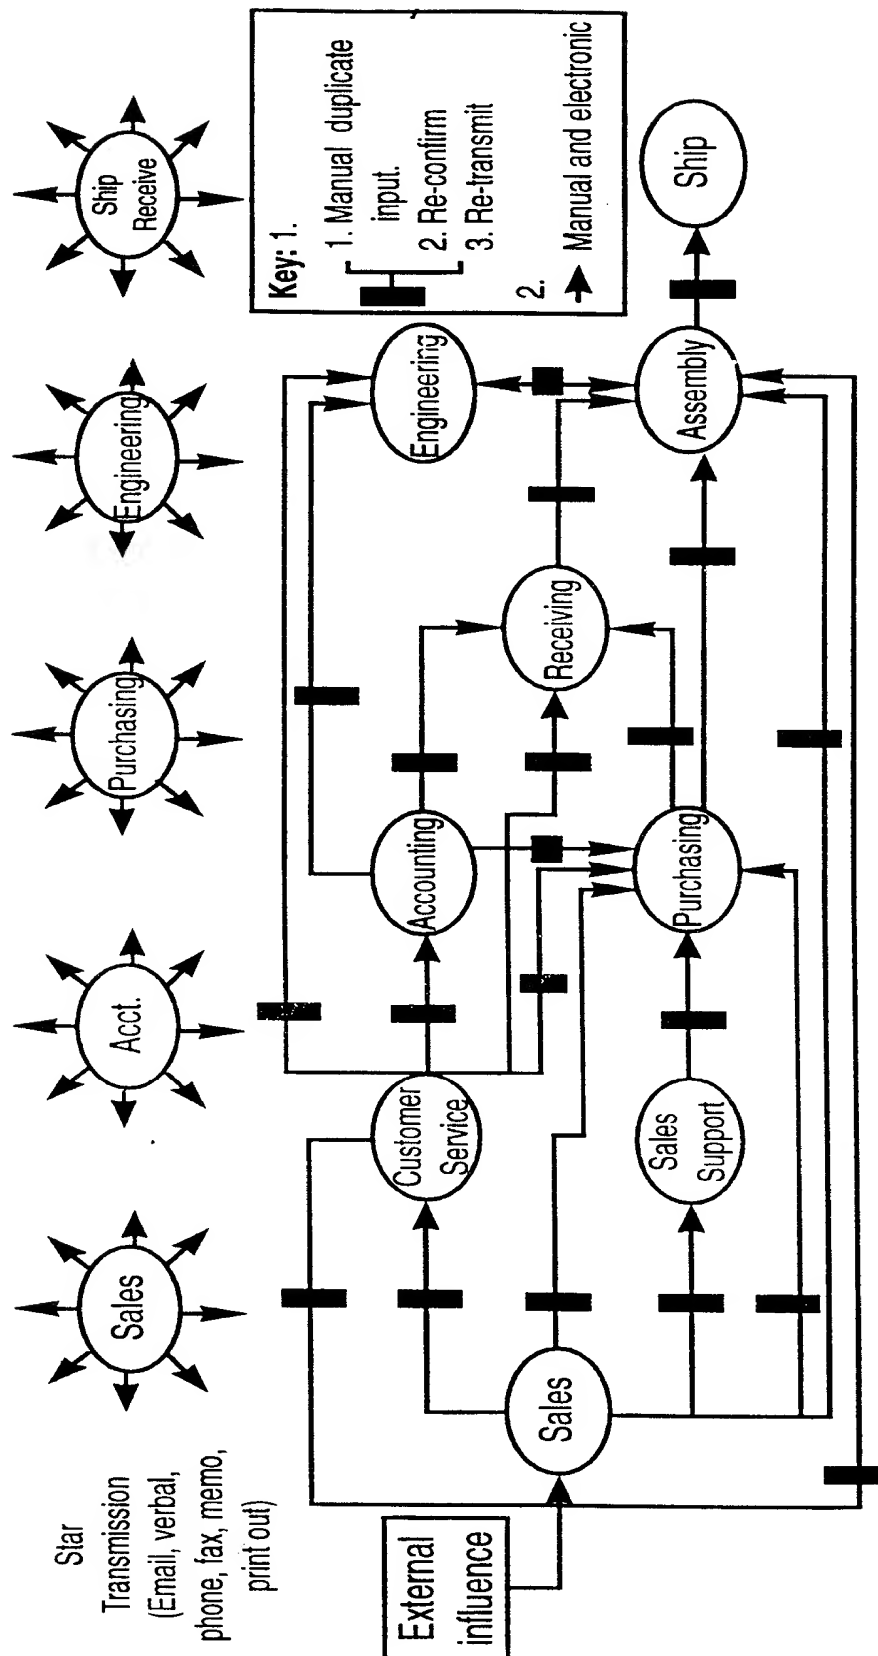 Star
Transmission
(Email, verbal,
phone, fax, memo,
print out)
Sales
Acct.
Purchasing
Engineering
Ship
Receive
External
influence
Sales
Customer
Service
Sales
Support
Accounting
Purchasing
Receiving
Engineering
Assembly
Ship
Key: 1.
1. Manual duplicate
input.
2. Re-confirm
3. Re-transmit
2.
Manual and electronic